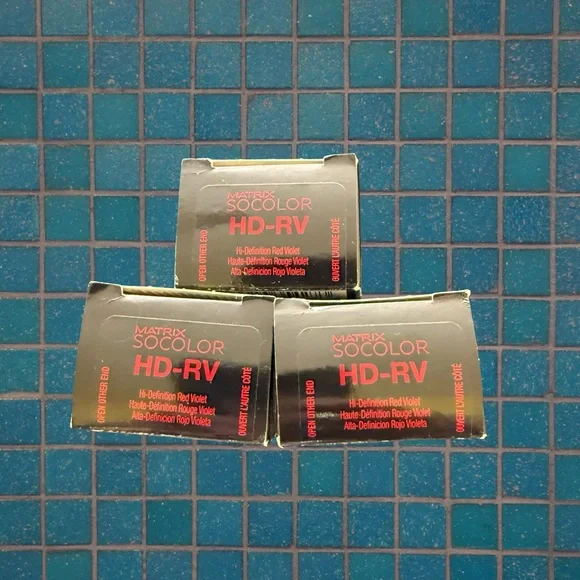 MATRIX
SOCOLOR
HD-RV
Hi-Definition Red Violet
Haute-Définition Rouge Violet
Alta-Definicion Rojo Violeta
OPEN OTHER END
OUVERT L'AUTRE CÔTÉ
MATRIX
SOCOLOR
HD-RV
Hi-Definition Red Violet
Haute-Définition Rouge Violet
Alta-Definicion Rojo Violeta
OPEN OTHER END
OUVERT L'AUTRE CÔTÉ
MATRIX
SOCOLOR
HD-RV
Hi-Definition Red Violet
Haute-Définition Rouge Violet
Alta-Definicion Rojo Violeta
OPEN OTHER END
OUVERT L'AUTRE CÔTÉ